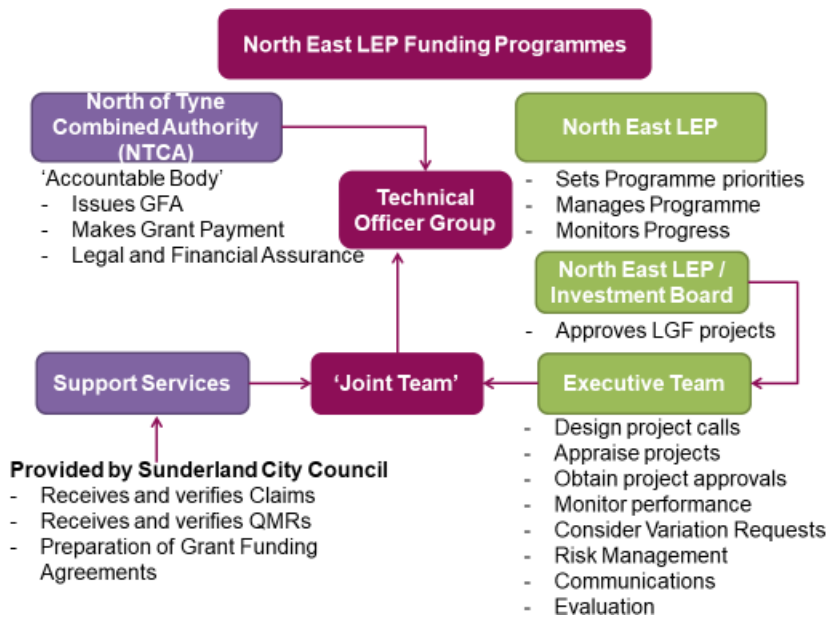 North East LEP Funding Programmes
North of Tyne
Combined Authority
(NTCA)
'Accountable Body'
- Issues GFA
- Makes Grant Payment
- Legal and Financial Assurance
Technical
Officer Group
North East LEP
- Sets Programme priorities
- Manages Programme
- Monitors Progress
North East LEP /
Investment Board
- Approves LGF projects
Support Services
'Joint Team'
Executive Team
Provided by Sunderland City Council
- Receives and verifies Claims
- Receives and verifies QMRs
- Preparation of Grant Funding
Agreements
- Design project calls
- Appraise projects
- Obtain project approvals
- Monitor performance
- Consider Variation Requests
- Risk Management
- Communications
- Evaluation